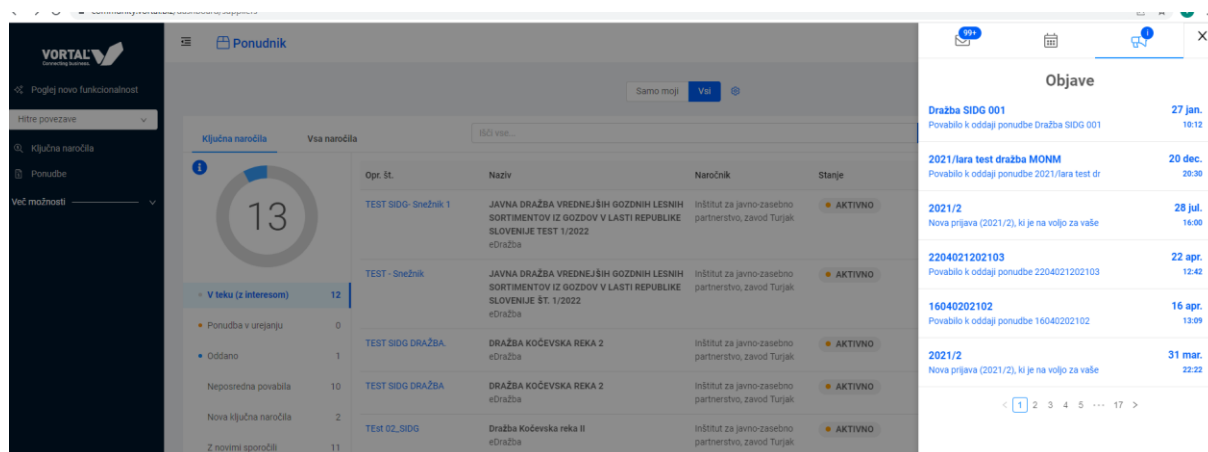 VORTAL
Connecting business.
Poglej novo funkcionalnost
Hitre povezave
Ključna naročila
Ponudbe
Več možnosti
Ponudnik
Samo moji
Vsi
Ključna naročila
Vsa naročila
Išči vse...
13
V teku (z interesom) 12
Ponudba v urejanju 0
Oddano 1
Neposredna povabila 10
Nova ključna naročila 2
Z novimi sporočili 11
Opr. št. Naziv Naročnik Stanje
TEST SIDG- Snežnik 1
JAVNA DRAŽBA VREDNEJŠIH GOZDNIH LESNIH
SORTIMENTOV IZ GOZDOV V LASTI REPUBLIKE
SLOVENIJE TEST 1/2022
eDražba
Inštitut za javno-zasebno
partnerstvo, zavod Turjak
AKTIVNO
TEST - Snežnik
JAVNA DRAŽBA VREDNEJŠIH GOZDNIH LESNIH
SORTIMENTOV IZ GOZDOV V LASTI REPUBLIKE
SLOVENIJE ŠT. 1/2022
eDražba
Inštitut za javno-zasebno
partnerstvo, zavod Turjak
AKTIVNO
TEST SIDG DRAŽBA.
DRAŽBA KOČEVSKA REKA 2
eDražba
Inštitut za javno-zasebno
partnerstvo, zavod Turjak
AKTIVNO
TEST SIDG DRAŽBA
DRAŽBA KOČEVSKA REKA 2
eDražba
Inštitut za javno-zasebno
partnerstvo, zavod Turjak
AKTIVNO
TEst 02_SIDG
Dražba Kočevska reka II
eDražba
Inštitut za javno-zasebno
partnerstvo, zavod Turjak
AKTIVNO
99+
Objave
Dražba SIDG 001 27 jan.
Povabilo k oddaji ponudbe Dražba SIDG 001 10:12
2021/lara test dražba MONM 20 dec.
Povabilo k oddaji ponudbe 2021/lara test dr 20:30
2021/2 28 jul.
Nova prijava (2021/2), ki je na voljo za vaše 16:00
2204021202103 22 apr.
Povabilo k oddaji ponudbe 2204021202103 12:42
16040202102 16 apr.
Povabilo k oddaji ponudbe 16040202102 13:09
2021/2 31 mar.
Nova prijava (2021/2), ki je na voljo za vaše 22:22
< 1 2 3 4 5 ••• 17 >